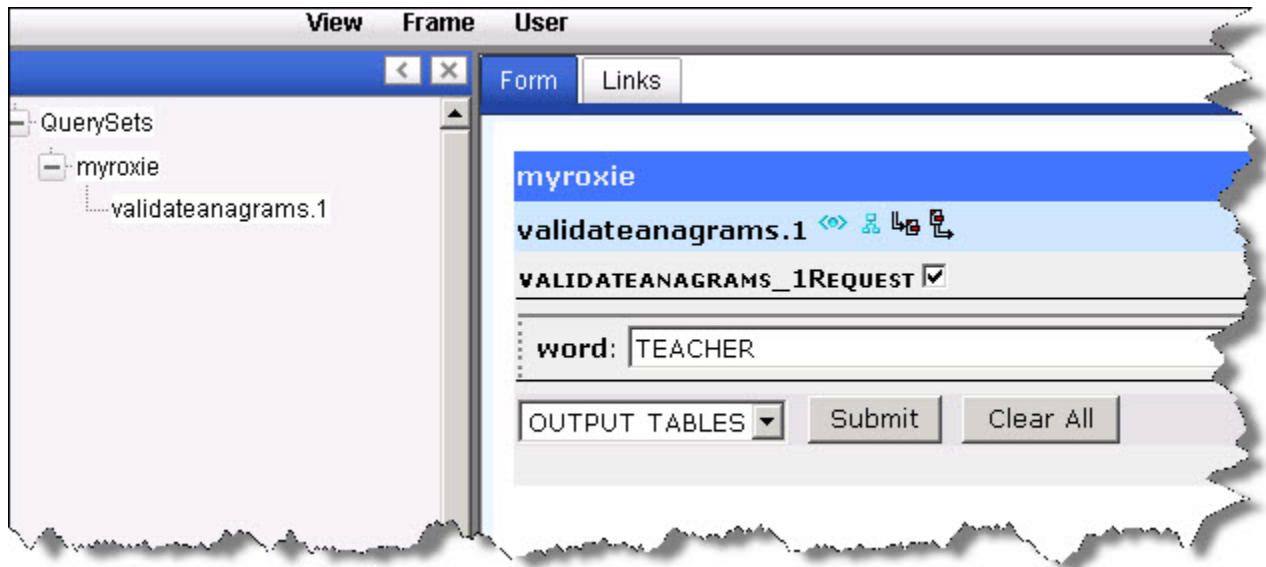 View Frame User
Form Links
QuerySets
myroxie
validateanagrams.1
myroxie
validateanagrams.1
VALIDATEANAGRAMS_1REQUEST
word: TEACHER
OUTPUT TABLES Submit Clear All